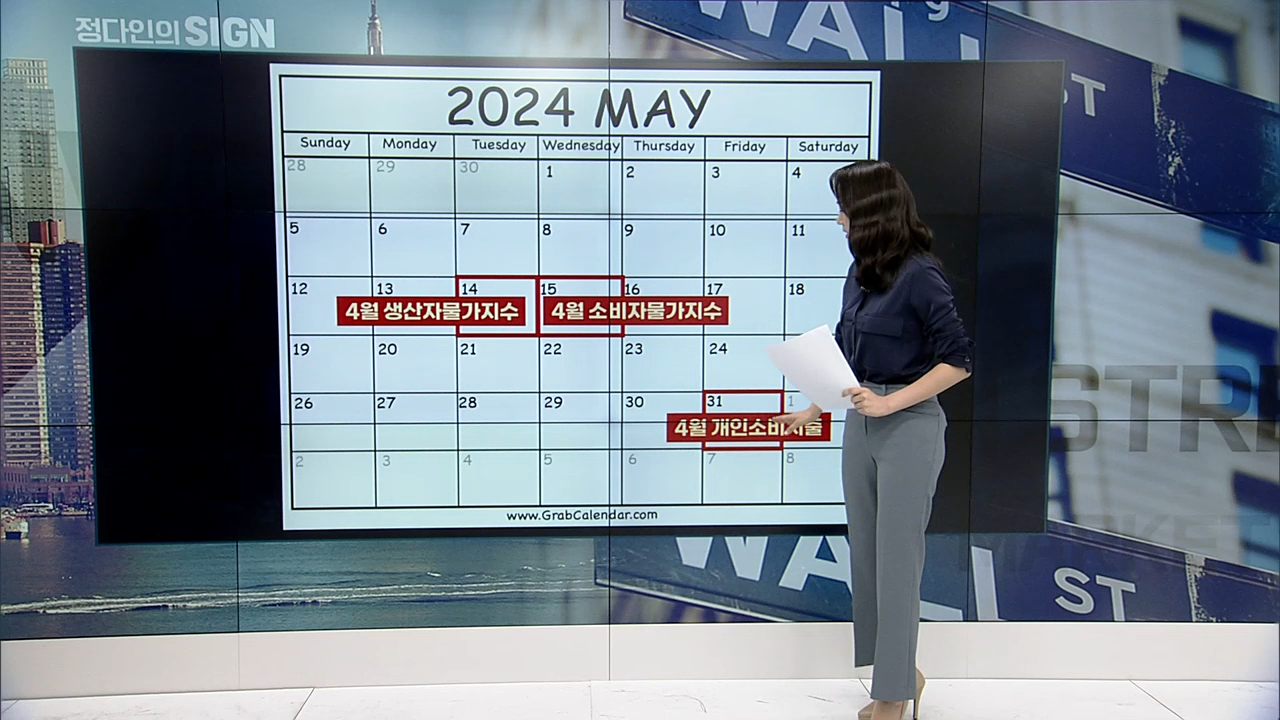 정다인의 SIGN
WALL ST
2024 MAY
Sunday Monday Tuesday Wednesday Thursday Friday Saturday
28 29 30 1 2 3 4
5 6 7 8 9 10 11
12 13 14 15 16 17 18
4월 생산자물가지수 4월 소비자물가지수
19 20 21 22 23 24
26 27 28 29 30 31 1
4월 개인소비지출
2 3 4 5 6 7 8
www.GrabCalendar.com
WALL ST